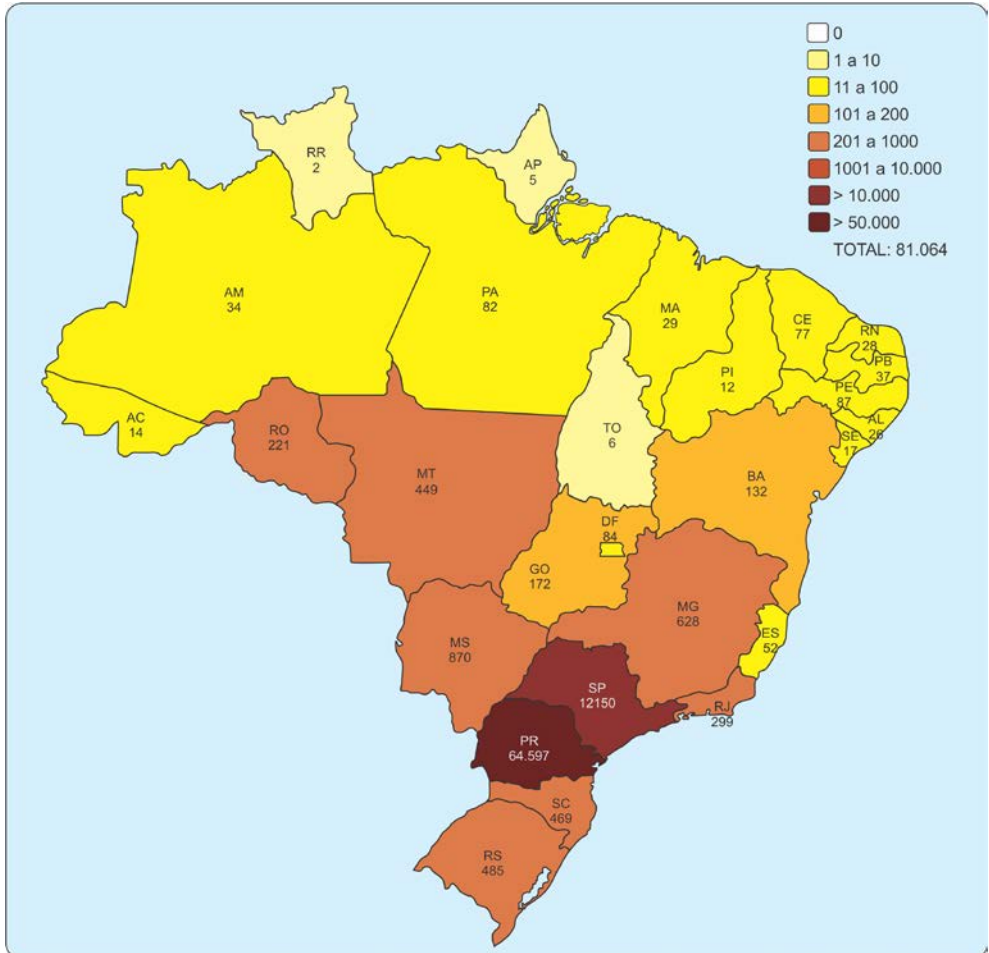 0
1 a 10
11 a 100
101 a 200
201 a 1000
1001 a 10.000
> 10.000
> 50.000
TOTAL: 81.064
RR
2
AP
5
AM
34
PA
82
MA
29
CE
77
RN
28
PB
37
PI
12
PE
87
AL
26
SE
17
AC
14
RO
221
TO
6
MT
449
BA
132
DF
84
GO
172
MG
628
ES
52
MS
870
SP
12150
RJ
299
PR
64.597
SC
469
RS
485